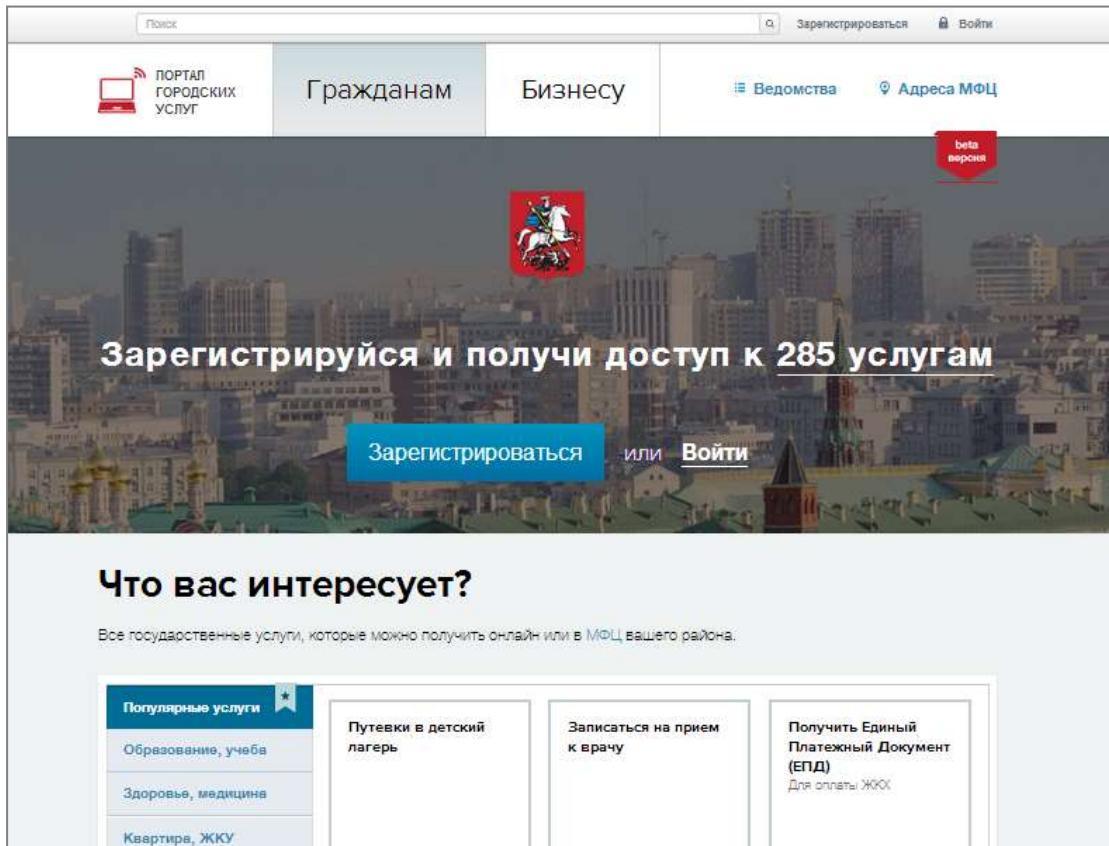 Поиск
Зарегистрироваться
Войти
ПОРТАЛ
ГОРОДСКИХ
УСЛУГ
Гражданам
Бизнесу
Ведомства
Адреса МФЦ
beta
версия
Зарегистрируйся и получи доступ к 285 услугам
Зарегистрироваться или Войти
Что вас интересует?
Все государственные услуги, которые можно получить онлайн или в МФЦ вашего района.
Популярные услуги
Образование, учеба
Здоровье, медицина
Квартира, ЖКУ
Путевки в детский
лагерь
Записаться на прием
к врачу
Получить Единый
Платежный Документ
(ЕПД)
Для оплаты ЖКХ